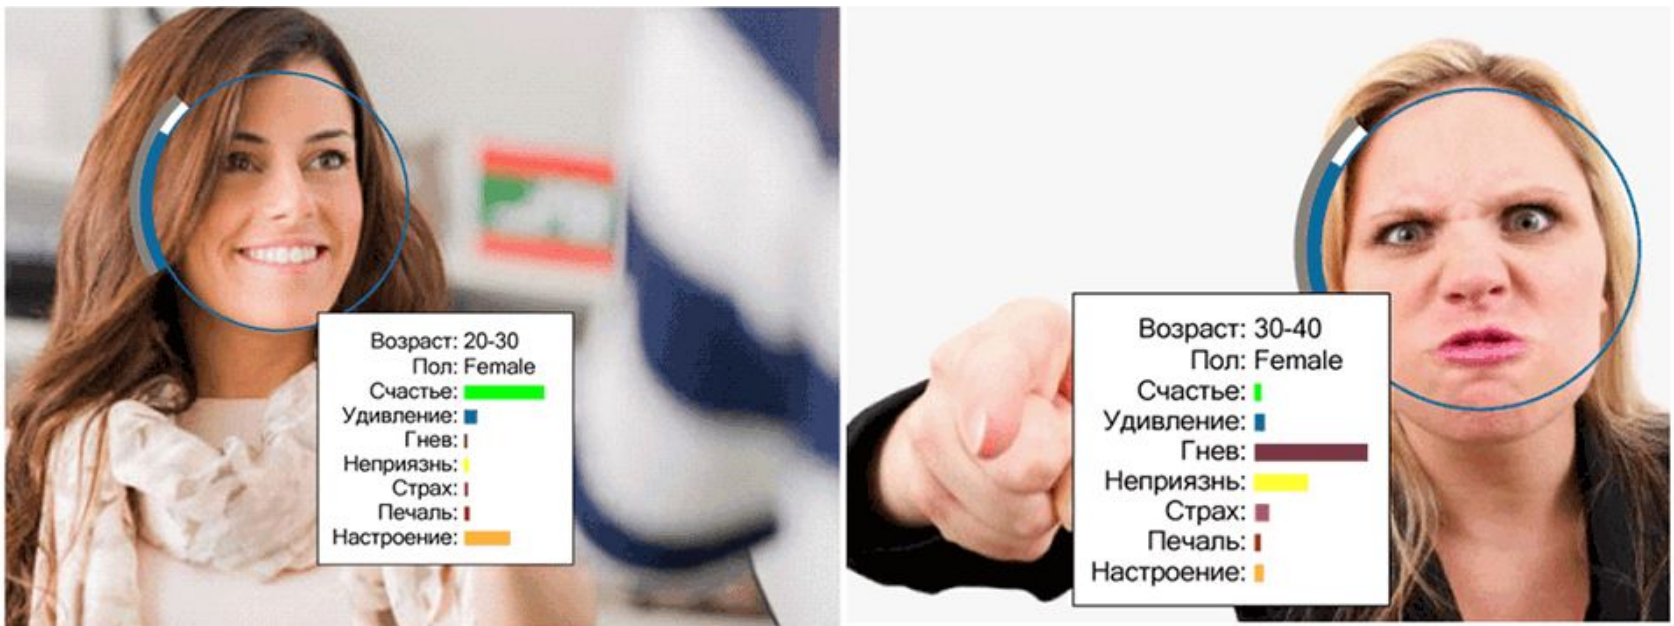 Возраст: 20-30
Пол: Female
Счастье:
Удивление:
Гнев:
Неприязнь:
Страх:
Печаль:
Настроение:
Возраст: 30-40
Пол: Female
Счастье:
Удивление:
Гнев:
Неприязнь:
Страх:
Печаль:
Настроение: